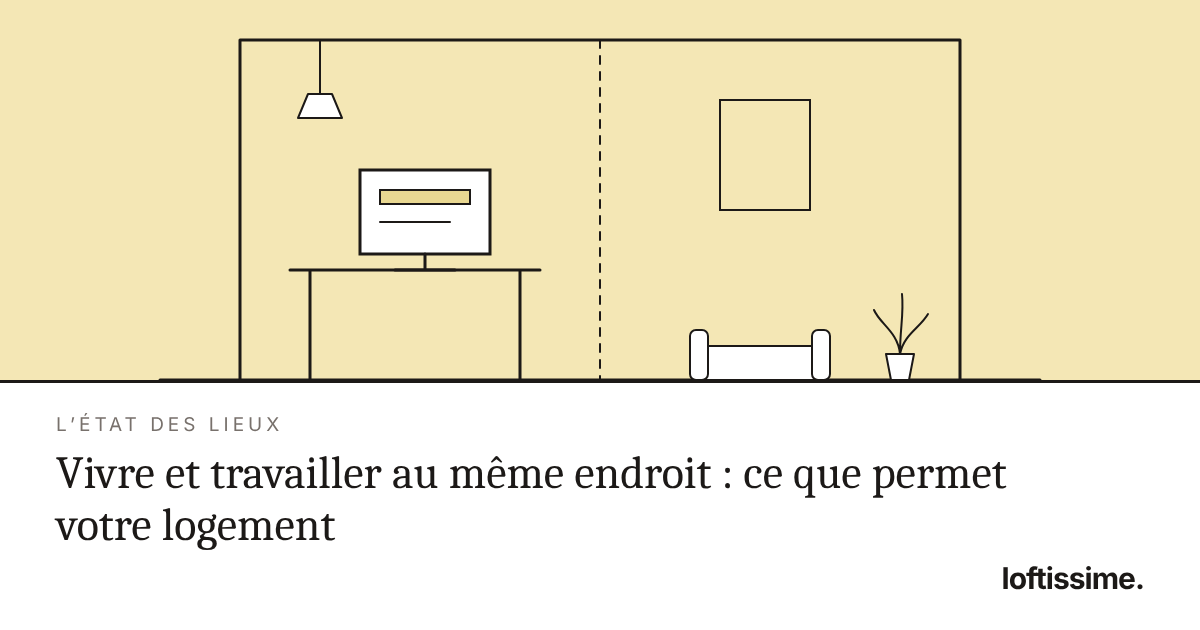 L’ÉTAT DES LIEUX
Vivre et travailler au même endroit : ce que permet
votre logement
loftissime.